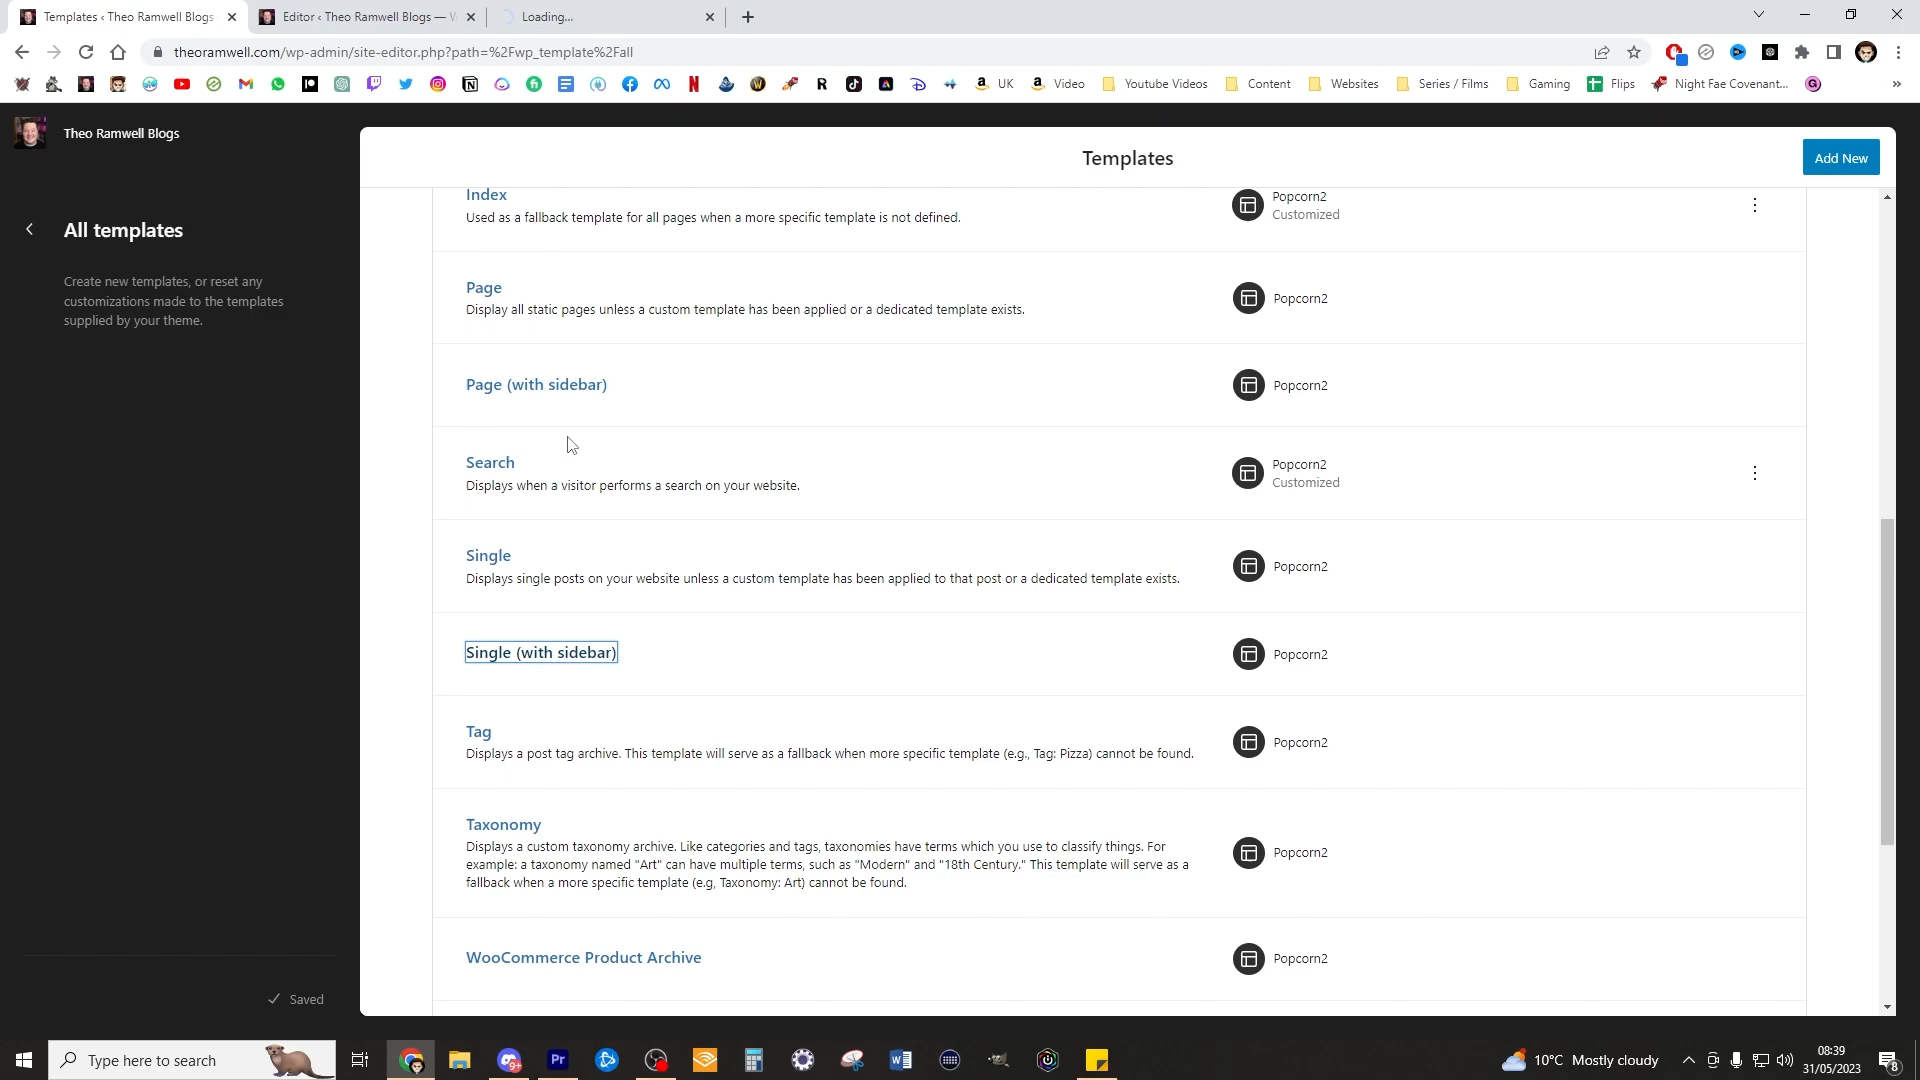 Templates ‹ Theo Ramwell Blogs
Editor ‹ Theo Ramwell Blogs — W
Loading...
theoramwell.com/wp-admin/site-editor.php?path=%2Fwp_template%2Fall
UK
Video
Youtube Videos
Content
Websites
Series / Films
Gaming
Flips
Night Fae Covenant...
»
Theo Ramwell Blogs
Templates
Add New
All templates
Create new templates, or reset any
customizations made to the templates
supplied by your theme.
Index
Used as a fallback template for all pages when a more specific template is not defined.
Popcorn2
Customized
Page
Display all static pages unless a custom template has been applied or a dedicated template exists.
Popcorn2
Page (with sidebar)
Popcorn2
Search
Displays when a visitor performs a search on your website.
Popcorn2
Customized
Single
Displays single posts on your website unless a custom template has been applied to that post or a dedicated template exists.
Popcorn2
Single (with sidebar)
Popcorn2
Tag
Displays a post tag archive. This template will serve as a fallback when more specific template (e.g., Tag: Pizza) cannot be found.
Popcorn2
Taxonomy
Displays a custom taxonomy archive. Like categories and tags, taxonomies have terms which you use to classify things. For
example: a taxonomy named "Art" can have multiple terms, such as "Modern" and "18th Century." This template will serve as a
fallback when a more specific template (e.g, Taxonomy: Art) cannot be found.
Popcorn2
WooCommerce Product Archive
Popcorn2
Saved
Type here to search
10°C Mostly cloudy
08:39
31/05/2023
8